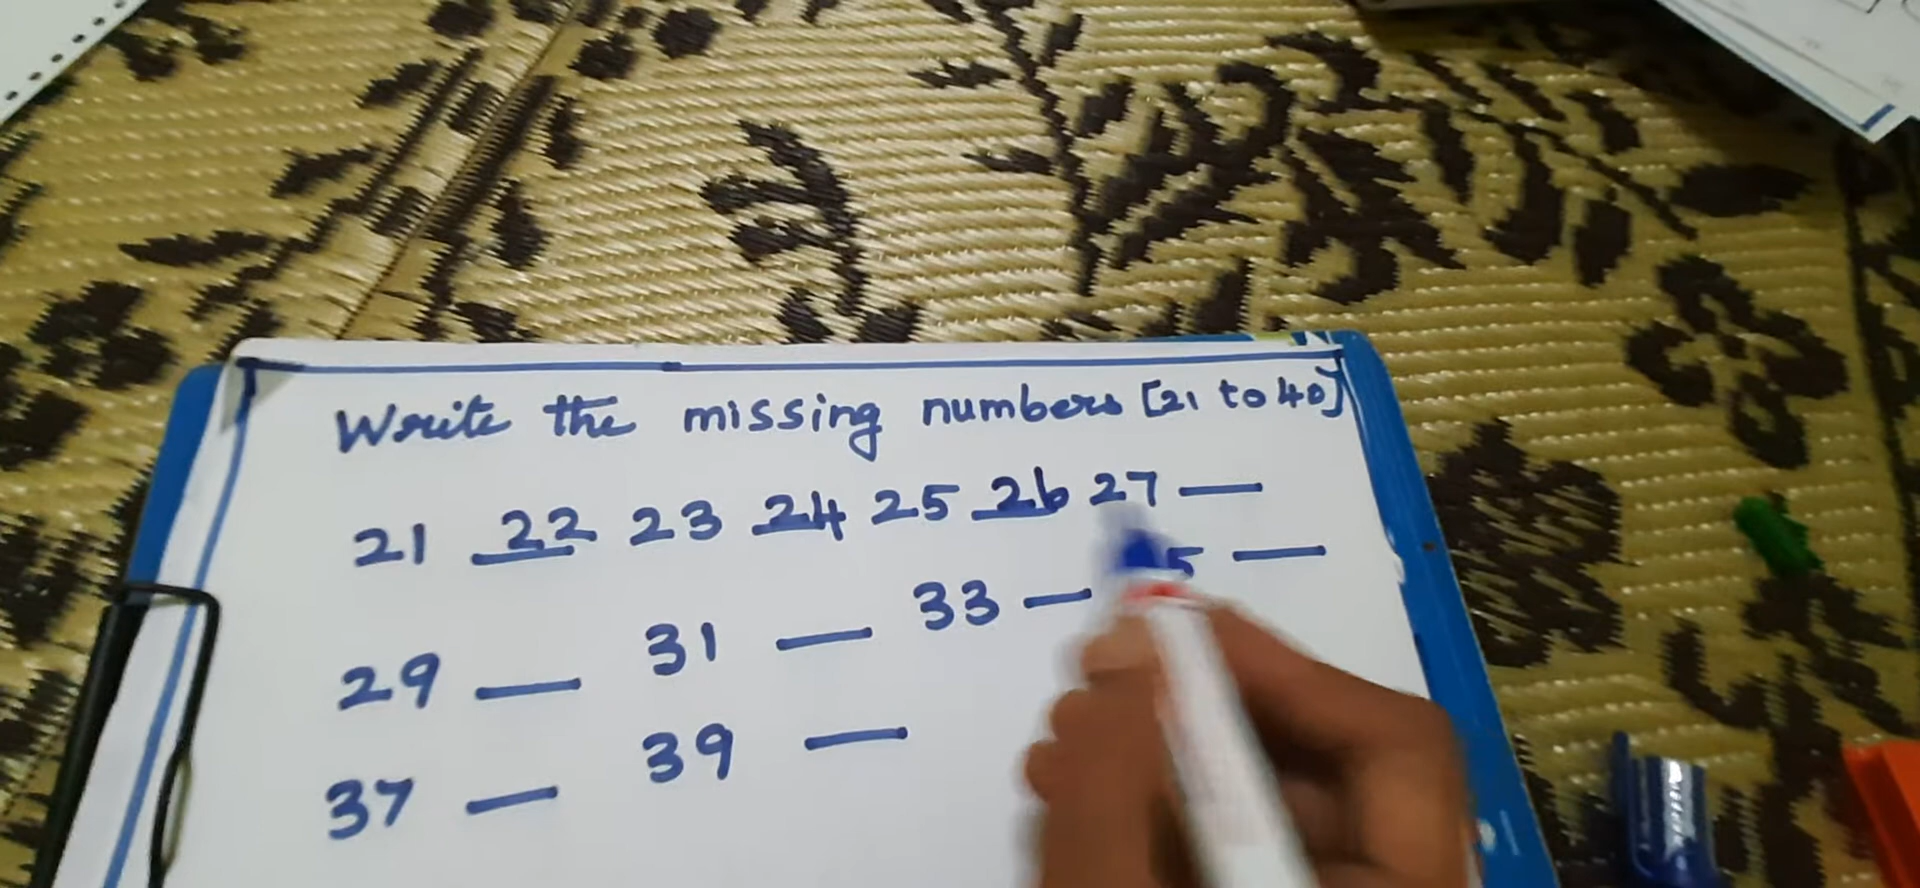 Write the missing numbers [21 to 40]
21 22 23 24 25 26 27 —
29 — 31 — 33 — 5 —
37 — 39 —